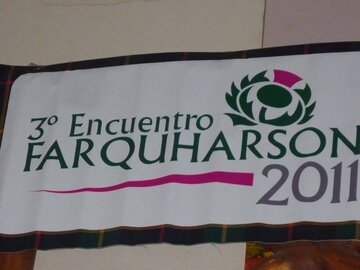 3º Encuentro
FARQUHARSON
2011